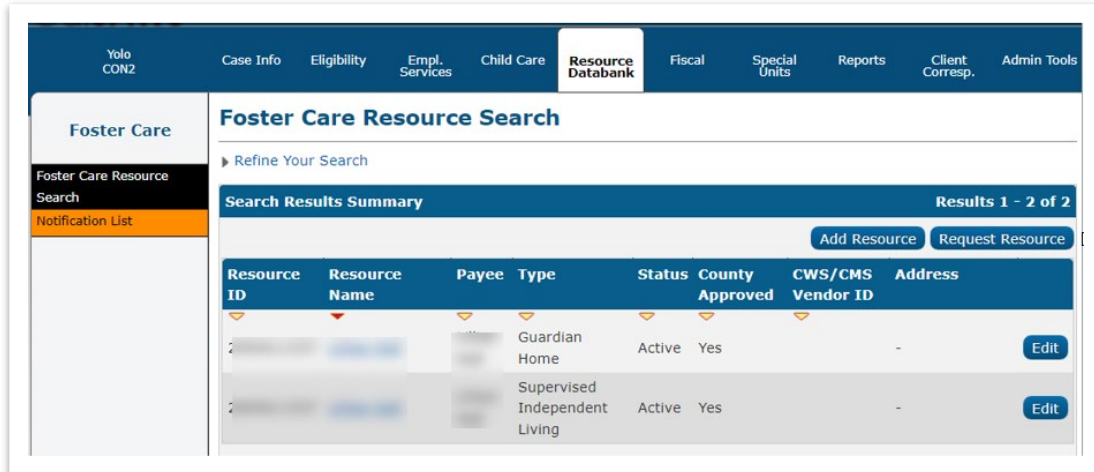 Yolo
CON2
Case Info
Eligibility
Empl.
Services
Child Care
Resource
Databank
Fiscal
Special
Units
Reports
Client
Corresp.
Admin Tools
Foster Care
Foster Care Resource
Search
Notification List
Foster Care Resource Search
Refine Your Search
Search Results Summary
Results 1 - 2 of 2
Add Resource
Request Resource
Resource
ID
Resource
Name
Payee
Type
Status
County
Approved
CWS/CMS
Vendor ID
Address
2
Guardian
Home
Active
Yes
-
Edit
2
Supervised
Independent
Living
Active
Yes
-
Edit